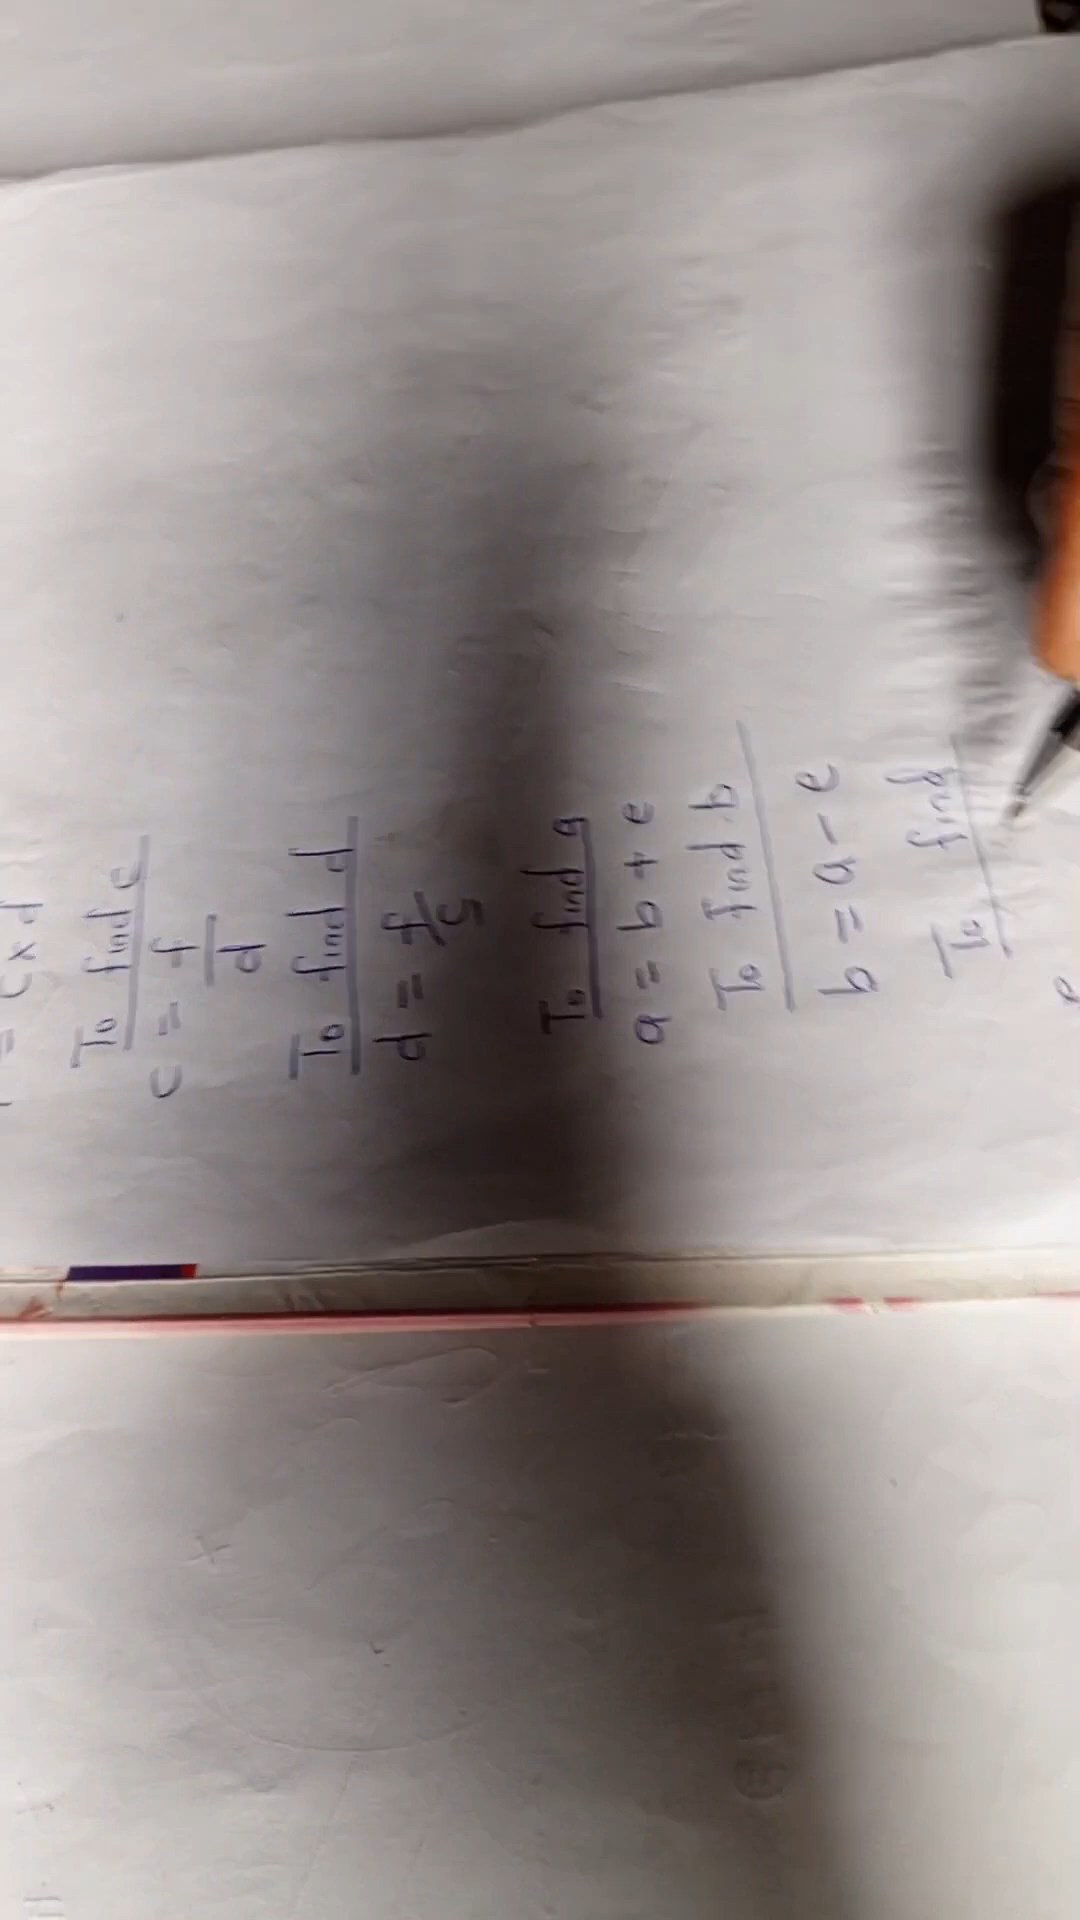 = c x d
To find c
c = f
d
To find d
d = f/c
To find a
a = b + e
To find b
b = a - e
To find
e